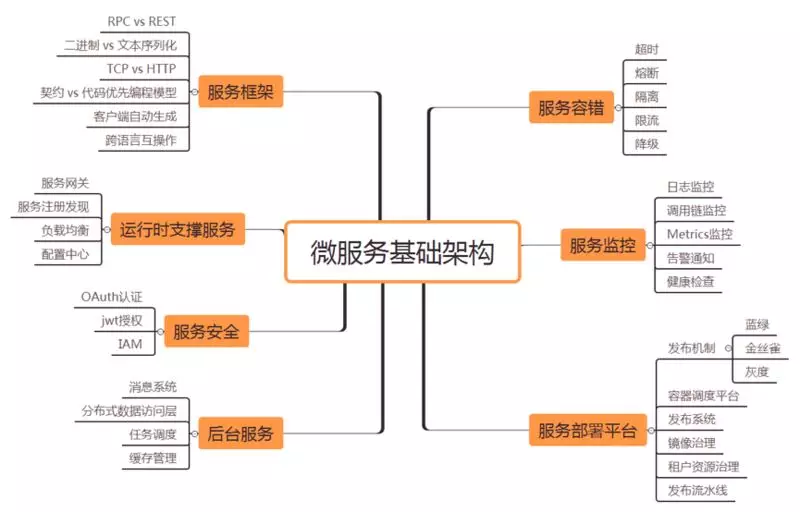 微服务基础架构
服务框架
RPC vs REST
二进制 vs 文本序列化
TCP vs HTTP
契约 vs 代码优先编程模型
客户端自动生成
跨语言互操作
运行时支撑服务
服务网关
服务注册发现
负载均衡
配置中心
服务安全
OAuth认证
jwt授权
IAM
后台服务
消息系统
分布式数据访问层
任务调度
缓存管理
服务容错
超时
熔断
隔离
限流
降级
服务监控
日志监控
调用链监控
Metrics监控
告警通知
健康检查
服务部署平台
发布机制
蓝绿
金丝雀
灰度
容器调度平台
发布系统
镜像治理
租户资源治理
发布流水线